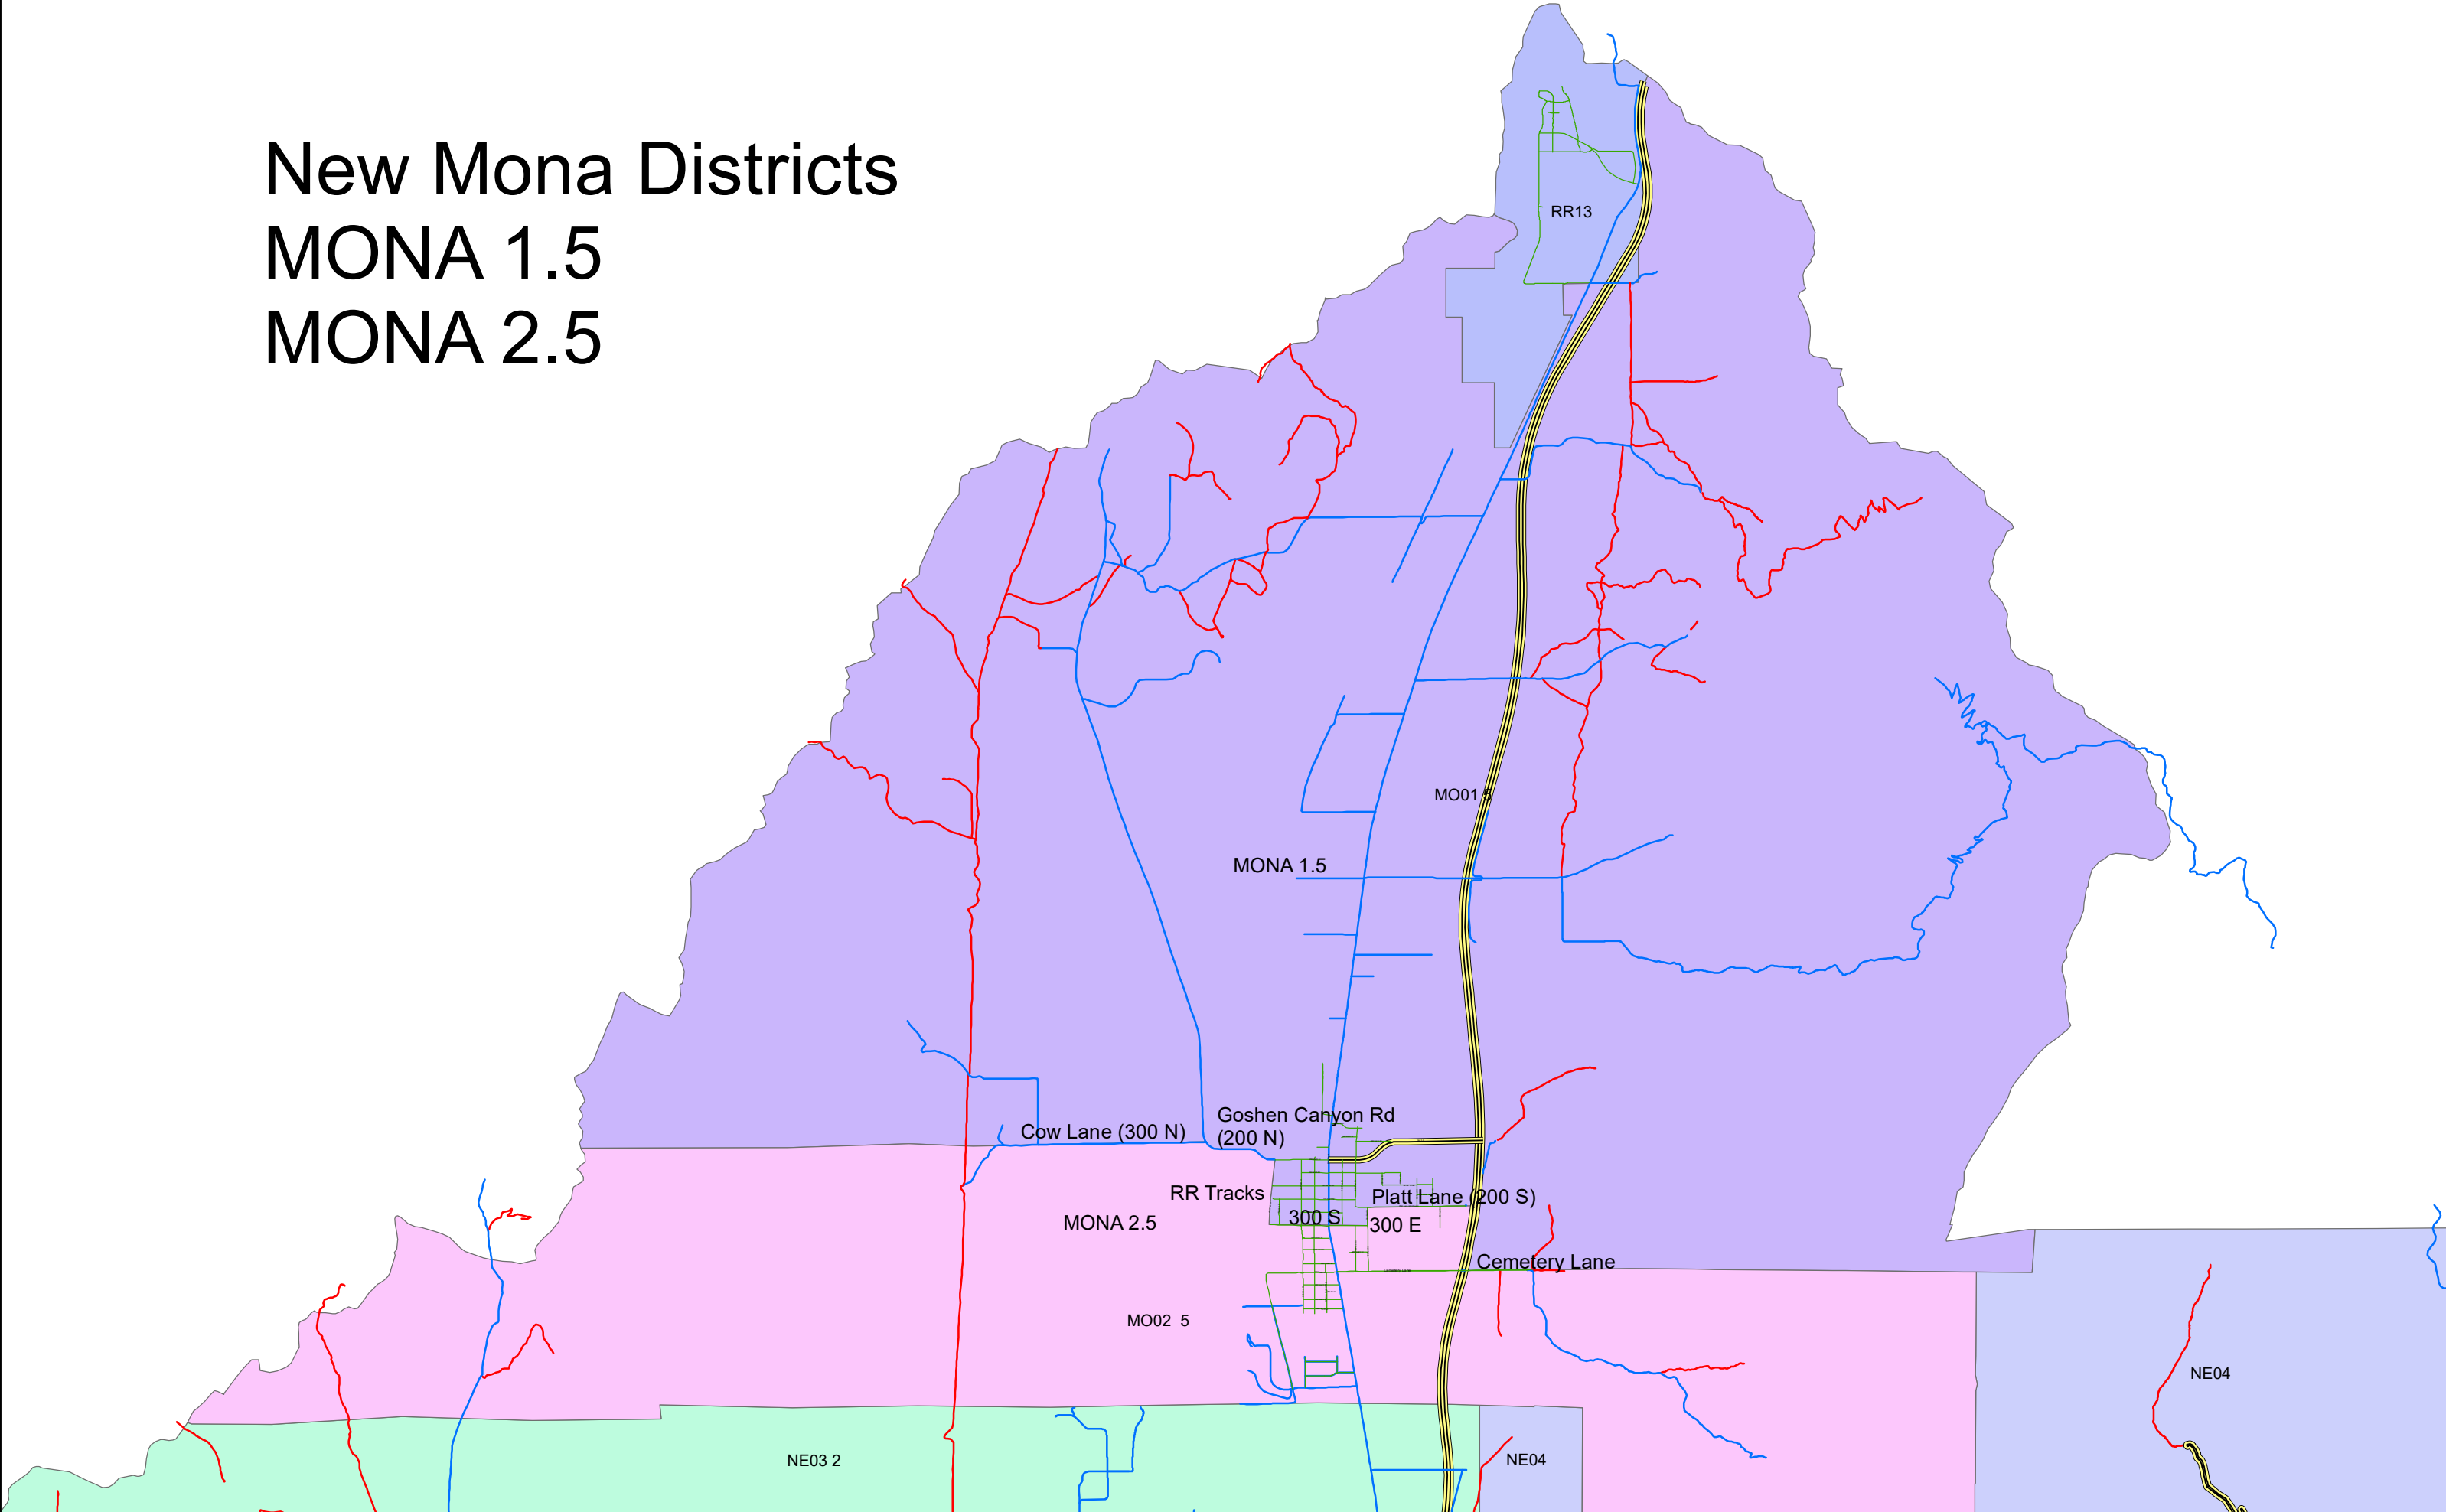 New Mona Districts
MONA 1.5
MONA 2.5
RR13
MO01 5
MONA 1.5
Goshen Canyon Rd
(200 N)
Cow Lane (300 N)
RR Tracks
Platt Lane (200 S)
300 S
300 E
MONA 2.5
Cemetery Lane
MO02 5
NE04
NE03 2
NE04